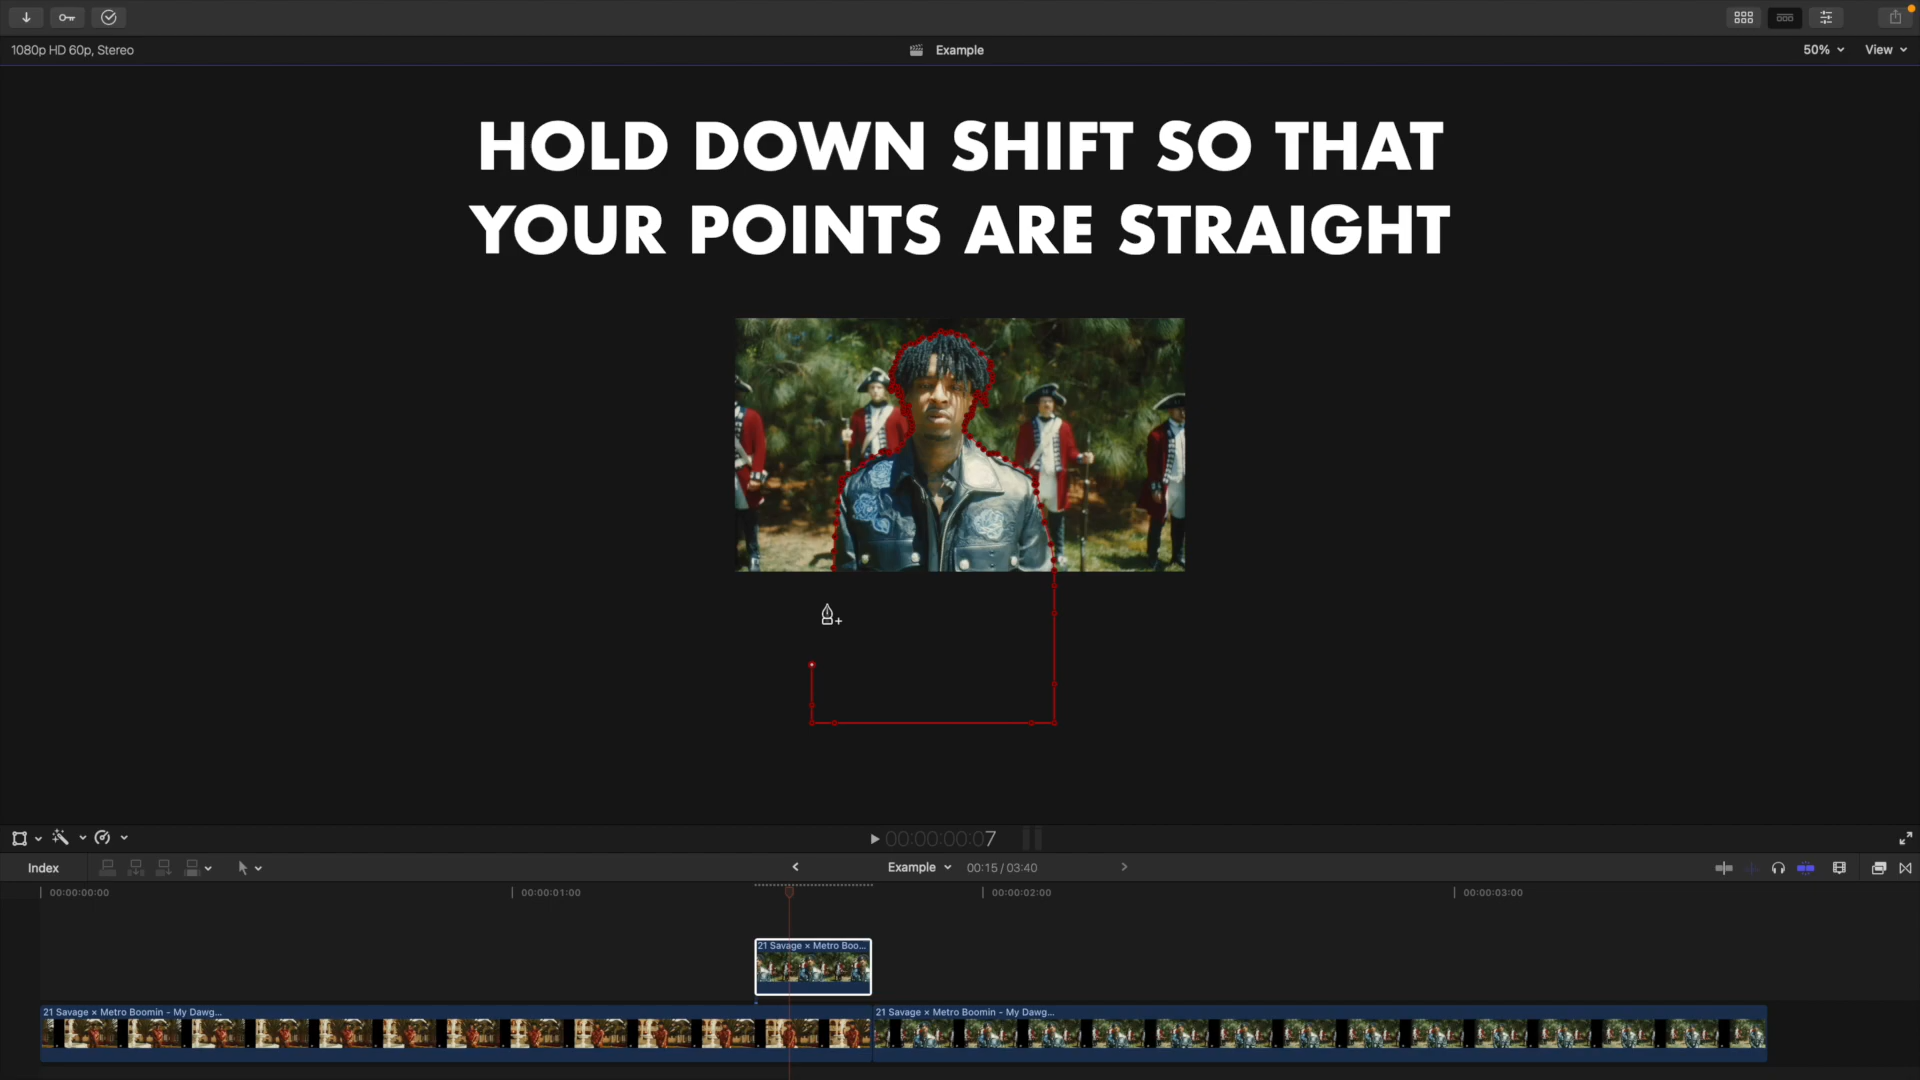 1080p HD 60p, Stereo
Example
50%
View
HOLD DOWN SHIFT SO THAT
YOUR POINTS ARE STRAIGHT
00:00:00:07
Index
Example
00:15 / 03:40
00:00:00:00
00:00:01:00
00:00:02:00
00:00:03:00
21 Savage × Metro Boo...
21 Savage × Metro Boomin - My Dawg...
21 Savage × Metro Boomin - My Dawg...